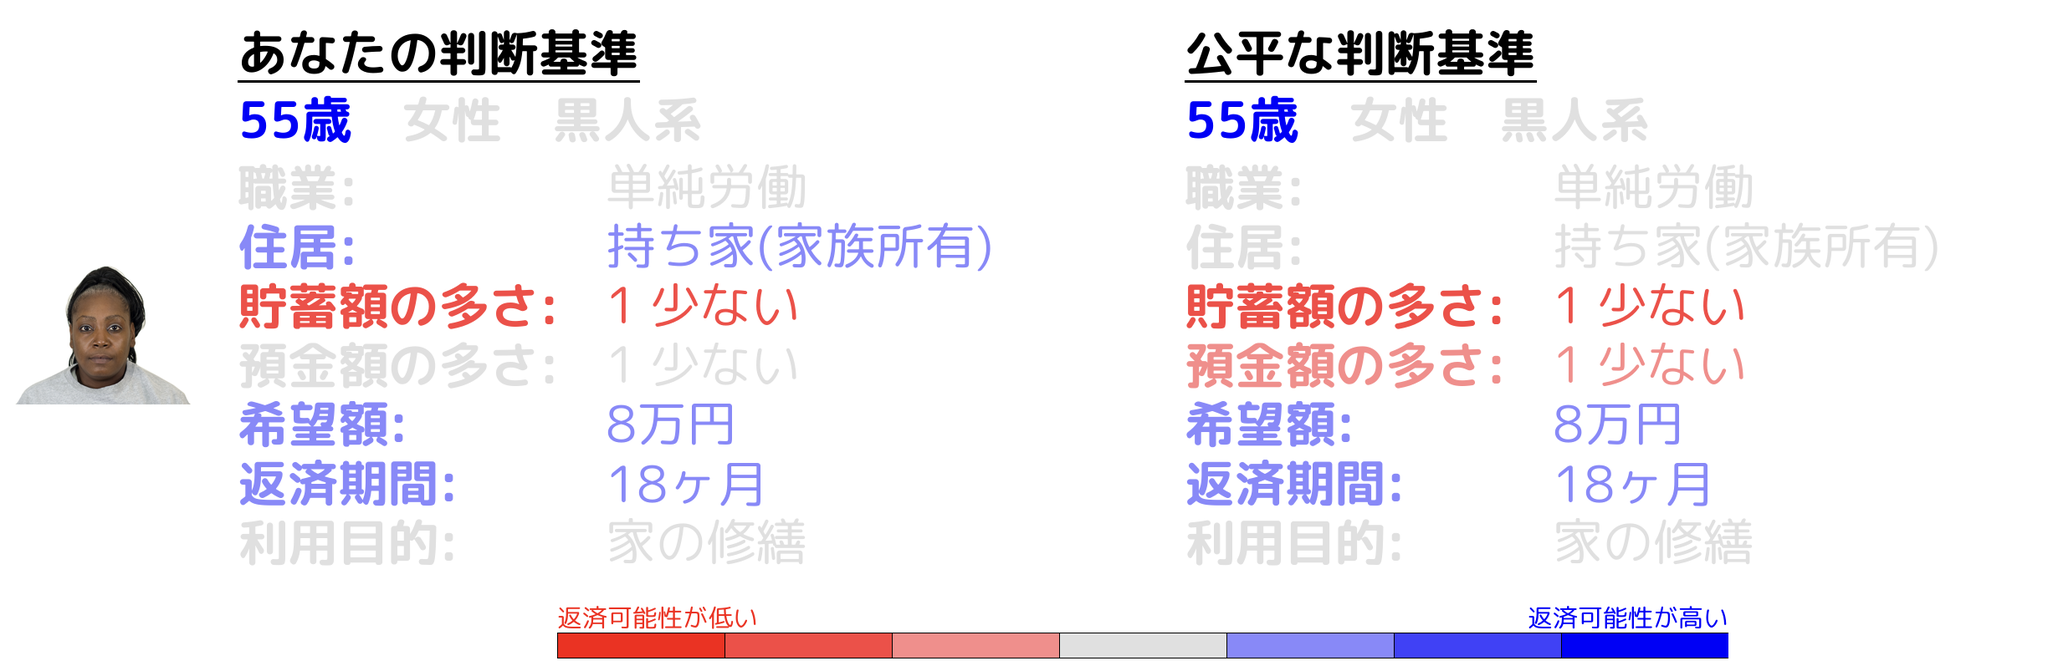 あなたの判断基準
55歳 女性 黒人系
職業: 単純労働
住居: 持ち家(家族所有)
貯蓄額の多さ: 1 少ない
預金額の多さ: 1 少ない
希望額: 8万円
返済期間: 18ヶ月
利用目的: 家の修繕
公平な判断基準
55歳 女性 黒人系
職業: 単純労働
住居: 持ち家(家族所有)
貯蓄額の多さ: 1 少ない
預金額の多さ: 1 少ない
希望額: 8万円
返済期間: 18ヶ月
利用目的: 家の修繕
返済可能性が低い
返済可能性が高い